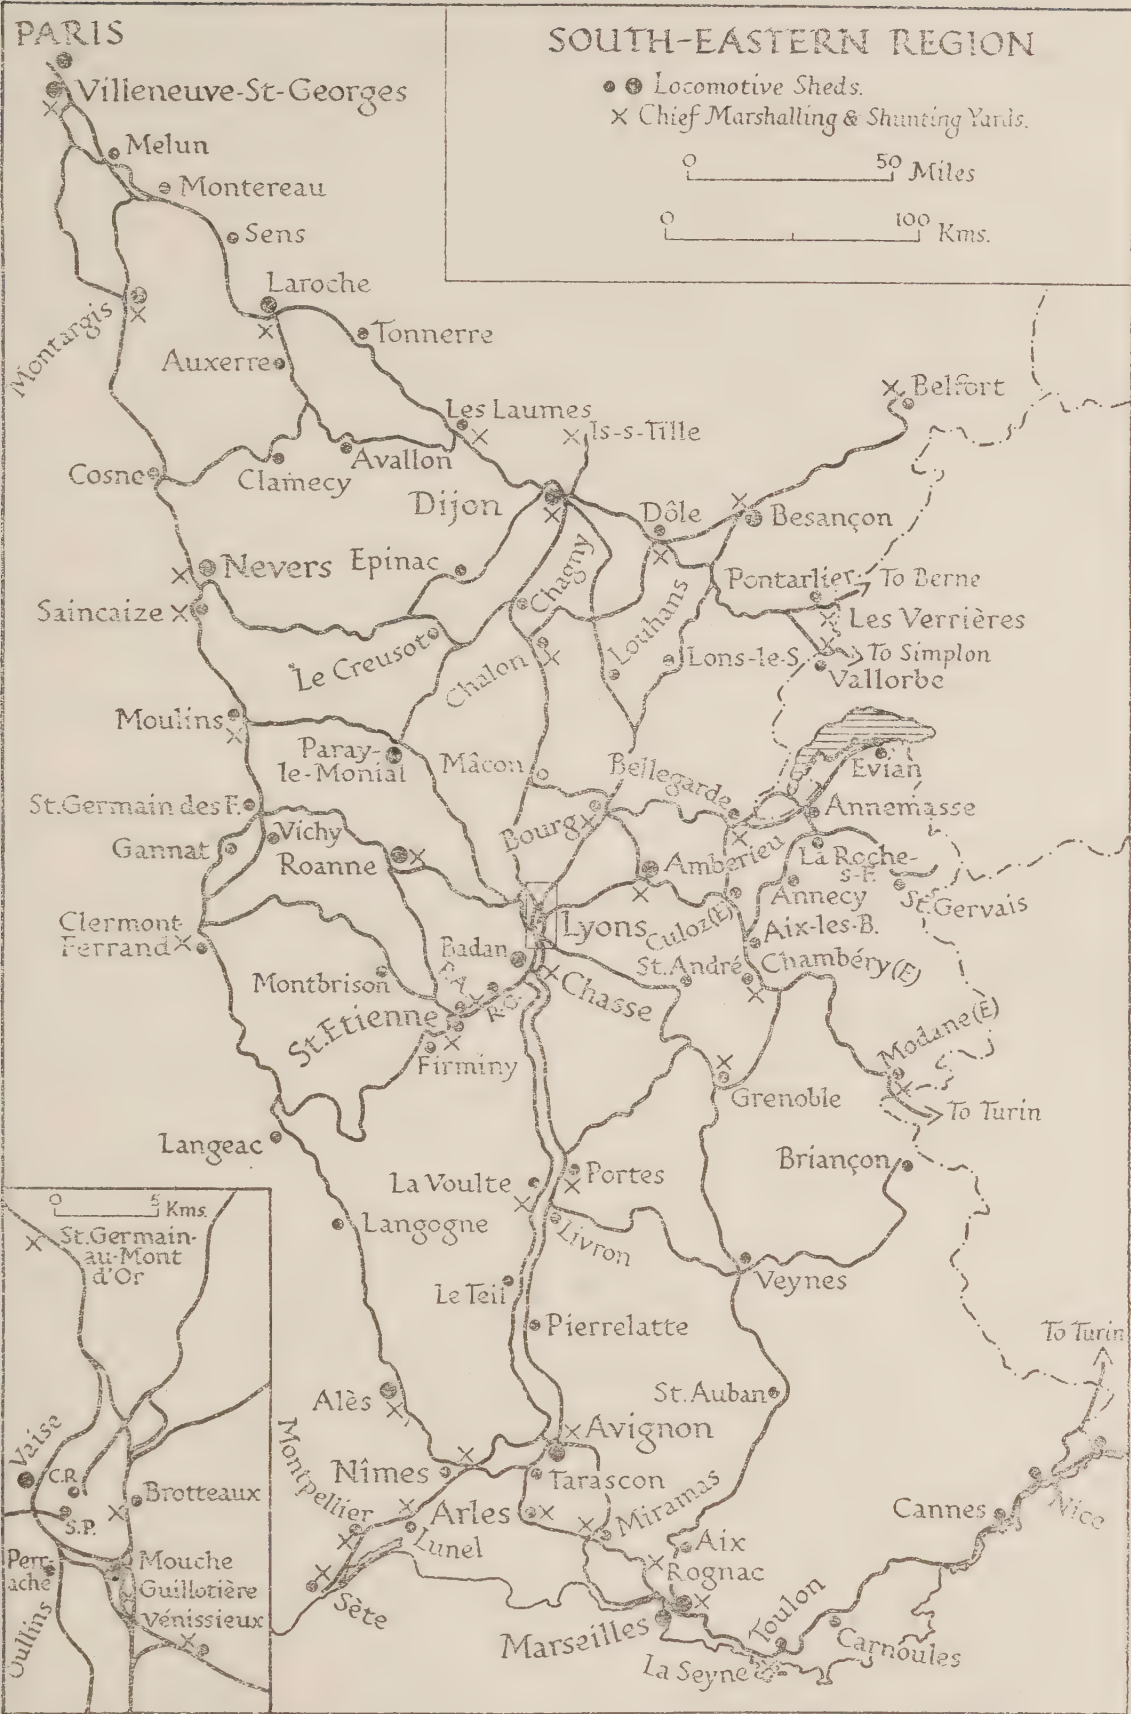 PARIS
SOUTH-EASTERN REGION
Locomotive Sheds.
Chief Marshalling & Shunting Yards.
0 50 Miles
0 100 Kms.
Villeneuve-St-Georges
Melun
Montereau
Sens
Laroche
Montargis
Tonnerre
Auxerre
Belfort
Les Laumes
Is-s-Tille
Avallon
Cosne
Clamecy
Dijon
Dôle
Besançon
Nevers
Epinac
Chagny
Pontarlier
To Berne
Saincaize
Louhans
Les Verrières
Le Creusot
Chalon
Lons-le-S.
To Simplon
Vallorbe
Moulins
Paray-
le-Monial
Mâcon
Bellegarde
Evian
St.Germain des F.
Annemasse
Vichy
Bourg
Gannat
Roanne
Amberieu
La Roche-
s-F.
Annecy
St.Gervais
Clermont-
Ferrand
Lyons
Culoz(E)
Aix-les-B.
Badan
St.André
Chambéry(E)
Montbrison
R.G.
Chasse
St.Etienne
Modane(E)
Firminy
Grenoble
To Turin
Langeac
Briançon
La Voulte
Portes
0 5 Kms.
Langogne
Livron
St.Germain-
au-Mont
d'Or
Veynes
Le Teil
Pierrelatte
To Turin
Alès
St.Auban
Avignon
Vaise
Montpellier
Nîmes
Tarascon
C.R.
Brotteaux
Arles
Miramas
Cannes
Nice
S.P.
Lunel
Aix
Perr-
ache
Mouche
Rognac
Guillotière
Sète
Toulon
Vénissieux
Marseilles
Carnoules
Oullins
La Seyne